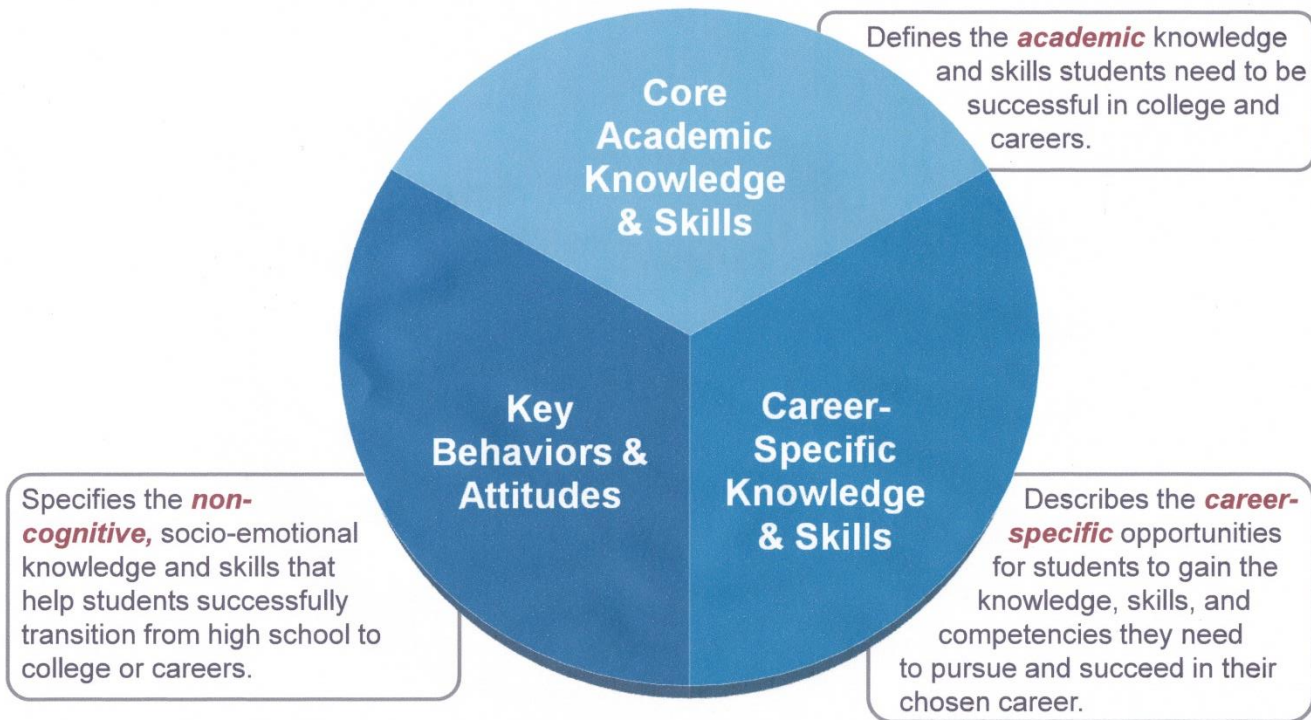 Core
Academic
Knowledge
& Skills
Defines the academic knowledge
and skills students need to be
successful in college and
careers.
Key
Behaviors &
Attitudes
Specifies the non-
cognitive, socio-emotional
knowledge and skills that
help students successfully
transition from high school to
college or careers.
Career-
Specific
Knowledge
& Skills
Describes the career-
specific opportunities
for students to gain the
knowledge, skills, and
competencies they need
to pursue and succeed in their
chosen career.